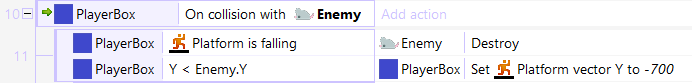 10 PlayerBox On collision with Enemy Add action
11 PlayerBox Platform is falling Enemy Destroy
PlayerBox Y < Enemy.Y PlayerBox Set Platform vector Y to -700